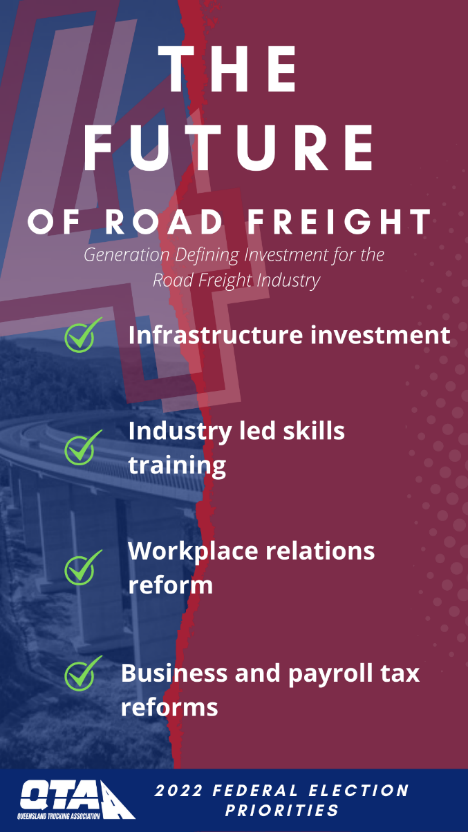 4
THE
FUTURE
OF ROAD FREIGHT
Generation Defining Investment for the
Road Freight Industry
Infrastructure investment
Industry led skills
training
Workplace relations
reform
Business and payroll tax
reforms
QTA
QUEENSLAND TRUCKING ASSOCIATION
2022 FEDERAL ELECTION
PRIORITIES